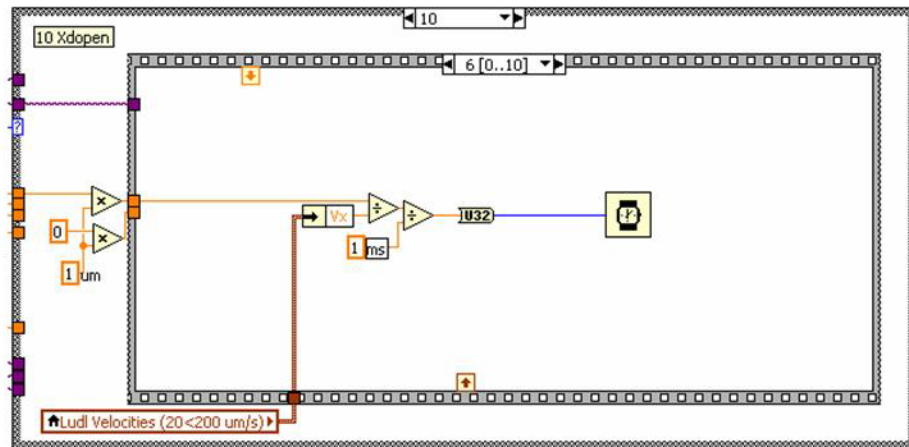 10
10 Xdopen
6 [0..10]
?
Vx
U32
0
1 ms
1 um
Ludl Velocities (20<200 um/s)